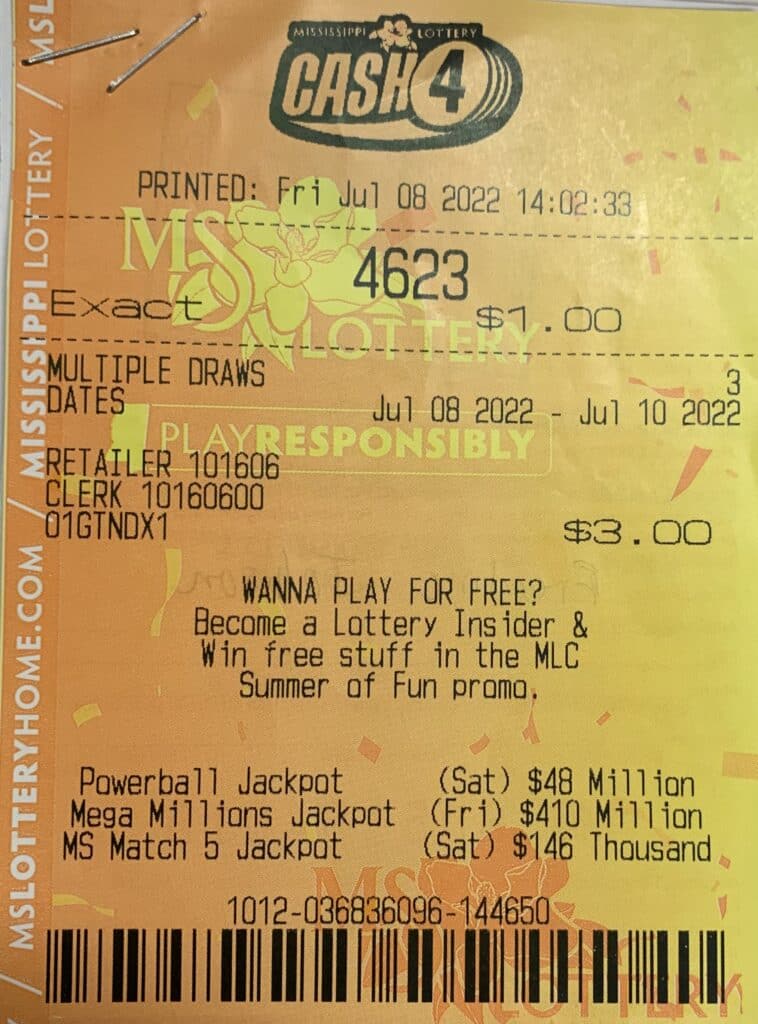 MISSISSIPPI LOTTERY
CASH 4
PRINTED: Fri Jul 08 2022 14:02:33
4623
Exact $1.00
MULTIPLE DRAWS 3
DATES Jul 08 2022 - Jul 10 2022
RETAILER 101606
CLERK 10160600
01GTNDX1 $3.00
WANNA PLAY FOR FREE?
Become a Lottery Insider &
Win free stuff in the MLC
Summer of Fun promo.
Powerball Jackpot (Sat) $48 Million
Mega Millions Jackpot (Fri) $410 Million
MS Match 5 Jackpot (Sat) $146 Thousand
1012-036836096-144650
MS LOTTERY
PLAY RESPONSIBLY
MS LOTTERY
/ MSLOTTERYHOME.COM / MISSISSIPPI LOTTERY / MSL